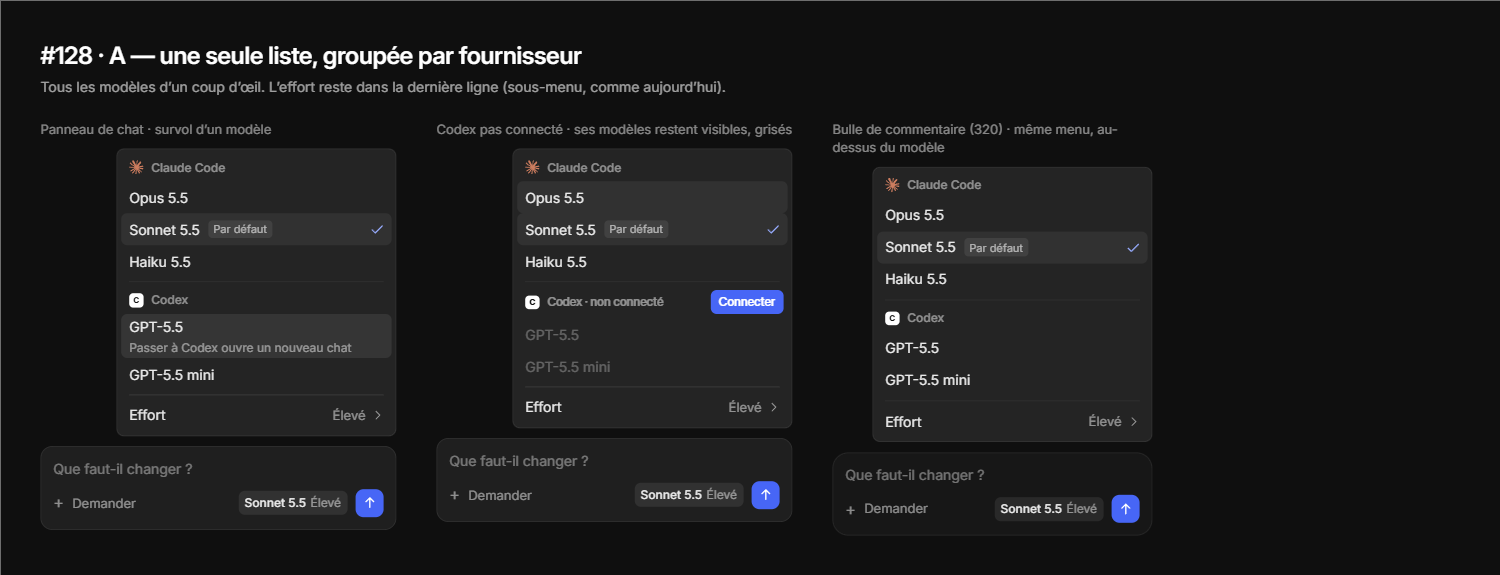 #128 · A — une seule liste, groupée par fournisseur
Tous les modèles d’un coup d’œil. L’effort reste dans la dernière ligne (sous-menu, comme aujourd’hui).
Panneau de chat · survol d’un modèle
Claude Code
Opus 5.5
Sonnet 5.5 Par défaut
Haiku 5.5
C Codex
GPT-5.5
Passer à Codex ouvre un nouveau chat
GPT-5.5 mini
Effort Élevé
Que faut-il changer ?
+ Demander Sonnet 5.5 Élevé
Codex pas connecté · ses modèles restent visibles, grisés
Claude Code
Opus 5.5
Sonnet 5.5 Par défaut
Haiku 5.5
C Codex · non connecté Connecter
GPT-5.5
GPT-5.5 mini
Effort Élevé
Que faut-il changer ?
+ Demander Sonnet 5.5 Élevé
Bulle de commentaire (320) · même menu, au-
dessus du modèle
Claude Code
Opus 5.5
Sonnet 5.5 Par défaut
Haiku 5.5
C Codex
GPT-5.5
GPT-5.5 mini
Effort Élevé
Que faut-il changer ?
+ Demander Sonnet 5.5 Élevé